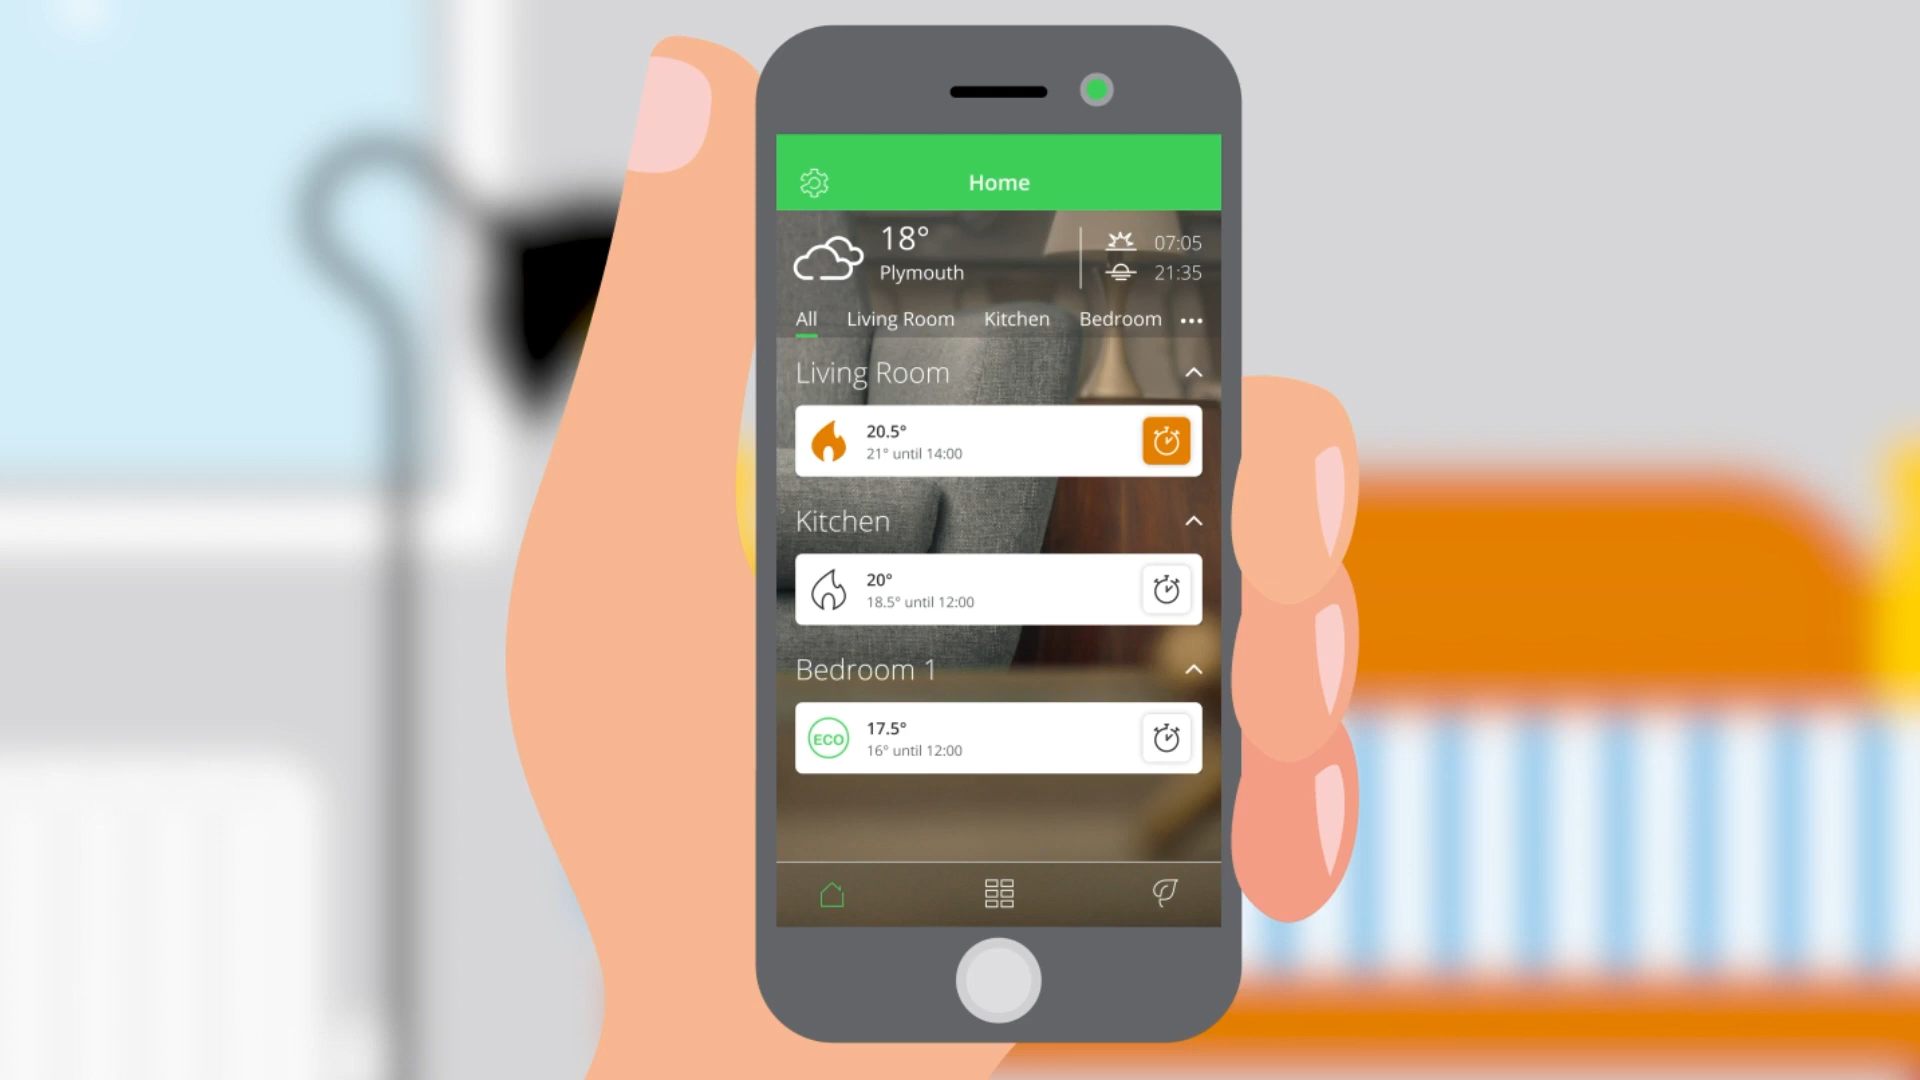 Home
18°
Plymouth
07:05
21:35
All Living Room Kitchen Bedroom •••
Living Room
20.5°
21° until 14:00
Kitchen
20°
18.5° until 12:00
Bedroom 1
ECO
17.5°
16° until 12:00